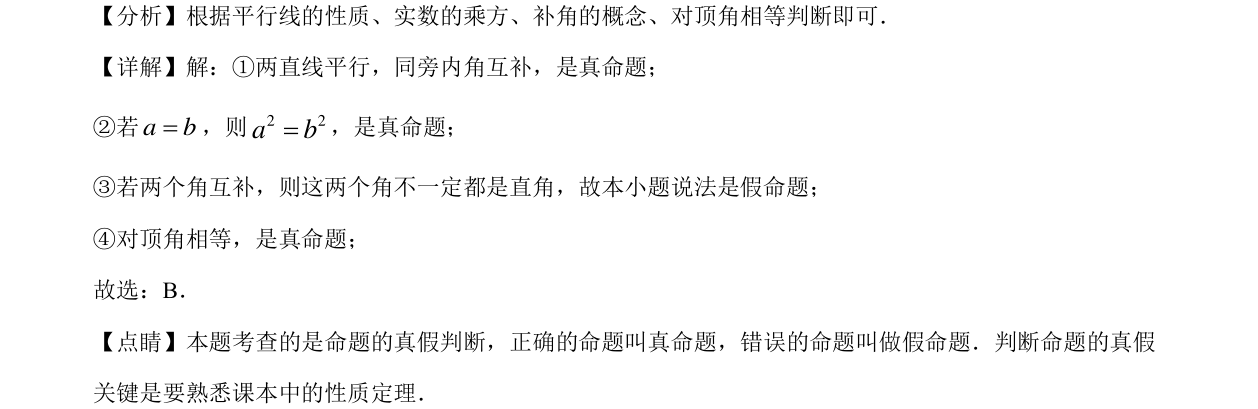 【分析】根据平行线的性质、实数的乘方、补角的概念、对顶角相等判断即可．
【详解】解：①两直线平行，同旁内角互补，是真命题；
②若 a = b，则 a² = b²，是真命题；
③若两个角互补，则这两个角不一定都是直角，故本小题说法是假命题；
④对顶角相等，是真命题；
故选：B．
【点睛】本题考查的是命题的真假判断，正确的命题叫真命题，错误的命题叫做假命题．判断命题的真假
关键是要熟悉课本中的性质定理．